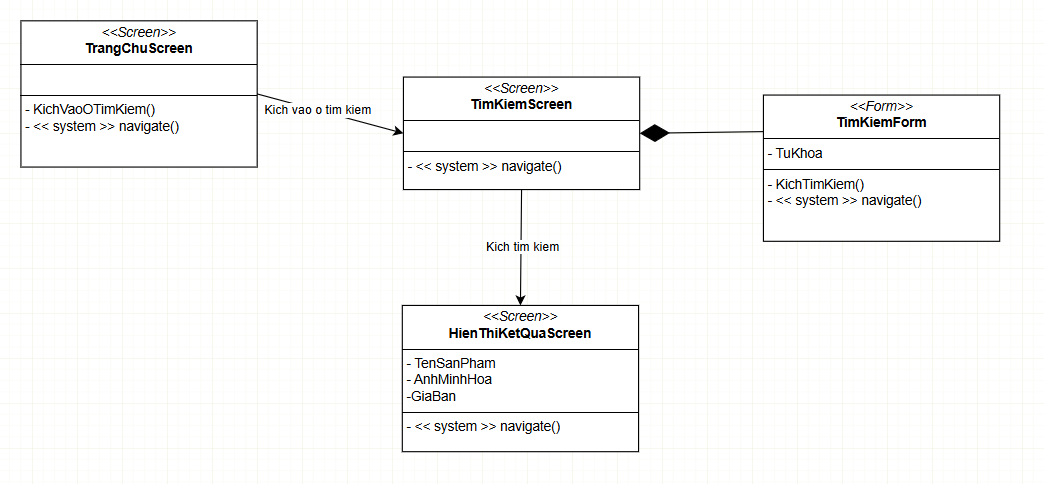 <<Screen>>
TrangChuScreen
- KichVaoOTimKiem()
- << system >> navigate()
Kich vao o tim kiem
<<Screen>>
TimKiemScreen
- << system >> navigate()
<<Form>>
TimKiemForm
- TuKhoa
- KichTimKiem()
- << system >> navigate()
Kich tim kiem
<<Screen>>
HienThiKetQuaScreen
- TenSanPham
- AnhMinhHoa
-GiaBan
- << system >> navigate()